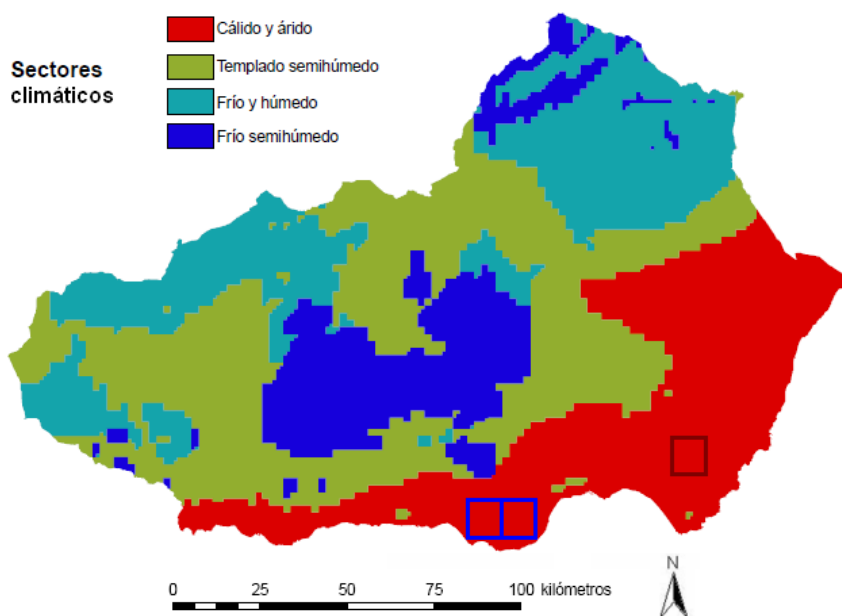 Sectores
climáticos
Cálido y árido
Templado semihúmedo
Frío y húmedo
Frío semihúmedo
0 25 50 75 100 kilómetros
N